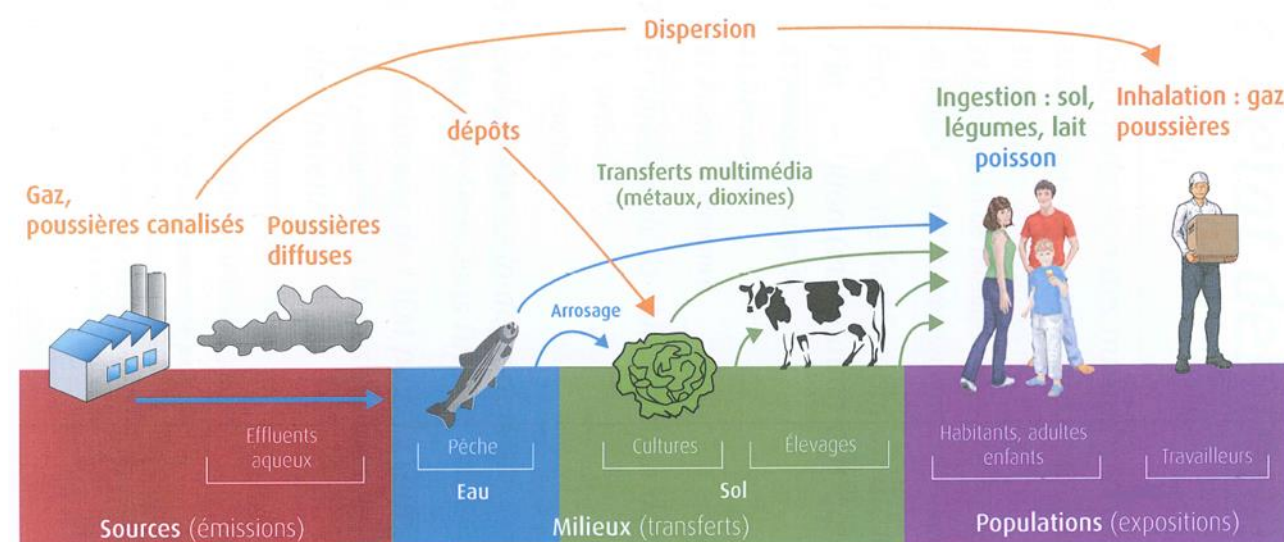 Dispersion
Ingestion : sol,
légumes, lait
poisson
Inhalation : gaz
poussières
dépôts
Transferts multimédia
(métaux, dioxines)
Gaz,
poussières canalisés
Poussières
diffuses
Arrosage
Effluents
aqueux
Pêche
Cultures
Élevages
Habitants, adultes
enfants
Travailleurs
Eau
Sol
Sources (émissions)
Milieux (transferts)
Populations (expositions)